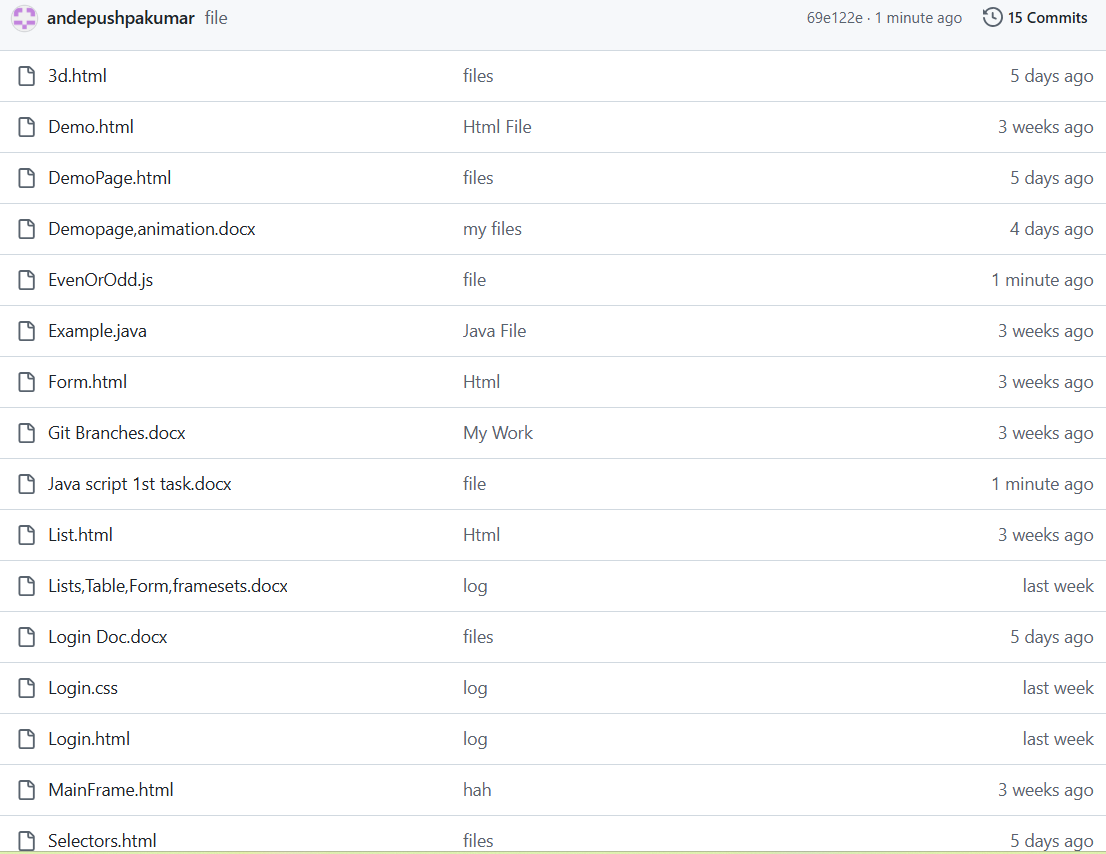 andepushpakumar file 69e122e · 1 minute ago 15 Commits
3d.html files 5 days ago
Demo.html Html File 3 weeks ago
DemoPage.html files 5 days ago
Demopage,animation.docx my files 4 days ago
EvenOrOdd.js file 1 minute ago
Example.java Java File 3 weeks ago
Form.html Html 3 weeks ago
Git Branches.docx My Work 3 weeks ago
Java script 1st task.docx file 1 minute ago
List.html Html 3 weeks ago
Lists,Table,Form,framesets.docx log last week
Login Doc.docx files 5 days ago
Login.css log last week
Login.html log last week
MainFrame.html hah 3 weeks ago
Selectors.html files 5 days ago